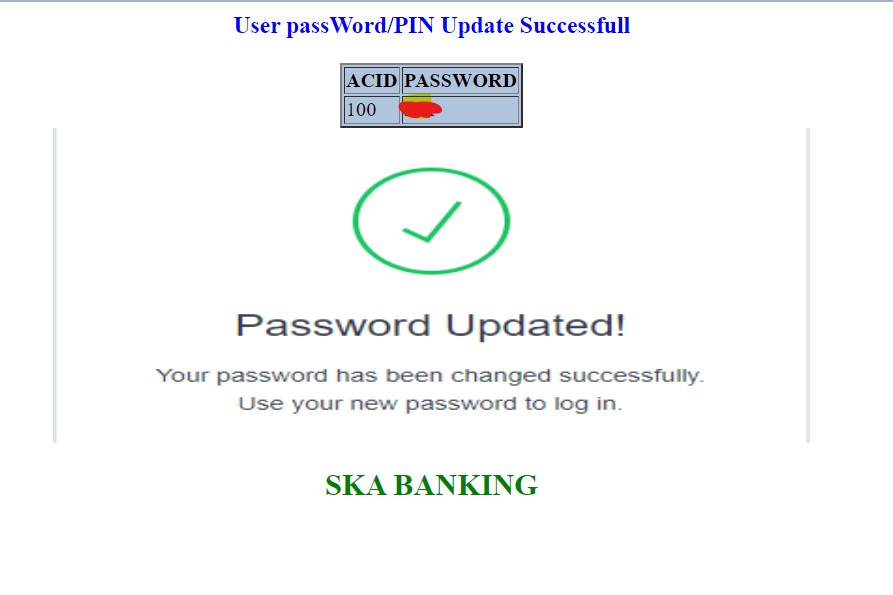 User passWord/PIN Update Successfull
ACID PASSWORD
100
Password Updated!
Your password has been changed successfully.
Use your new password to log in.
SKA BANKING